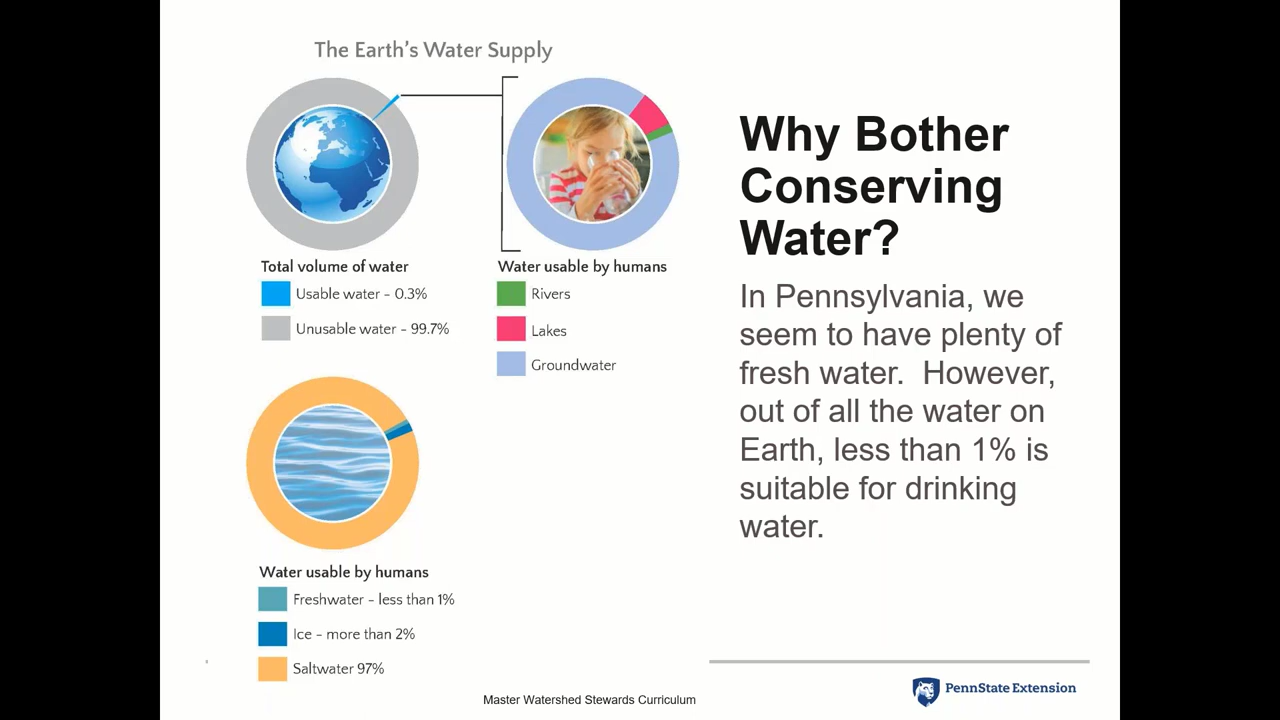 The Earth's Water Supply
Total volume of water
Usable water - 0.3%
Unusable water - 99.7%
Water usable by humans
Rivers
Lakes
Groundwater
Water usable by humans
Freshwater - less than 1%
Ice - more than 2%
Saltwater 97%
Why Bother
Conserving
Water?
In Pennsylvania, we
seem to have plenty of
fresh water.  However,
out of all the water on
Earth, less than 1% is
suitable for drinking
water.
Master Watershed Stewards Curriculum
PennState Extension